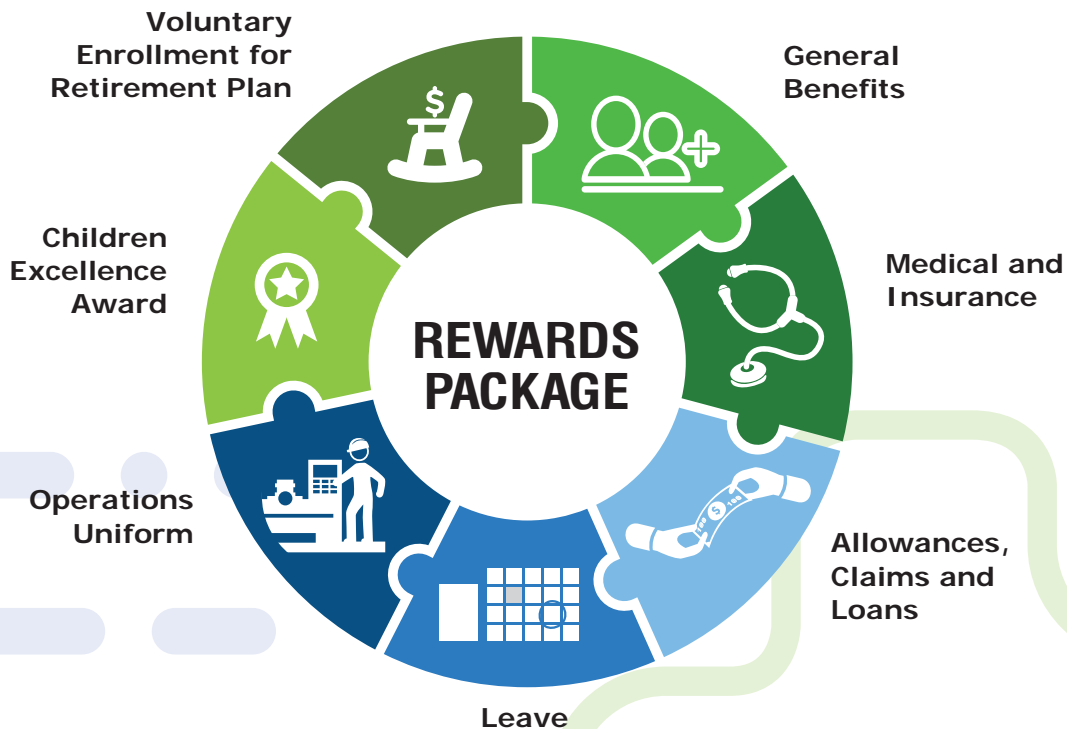 Voluntary
Enrollment for
Retirement Plan
General
Benefits
Children
Excellence
Award
Medical and
Insurance
REWARDS
PACKAGE
Operations
Uniform
Allowances,
Claims and
Loans
Leave
$
$